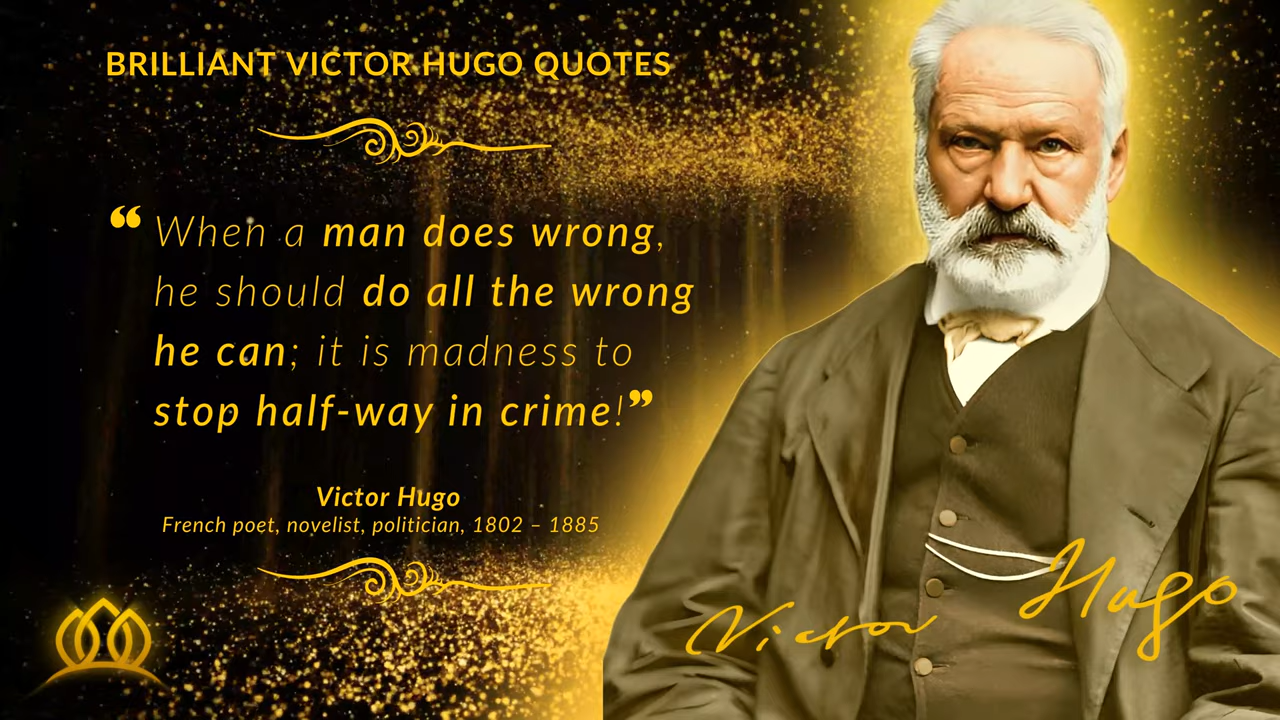 BRILLIANT VICTOR HUGO QUOTES
“When a man does wrong,
he should do all the wrong
he can; it is madness to
stop half-way in crime!”
Victor Hugo
French poet, novelist, politician, 1802 – 1885
Victor Hugo